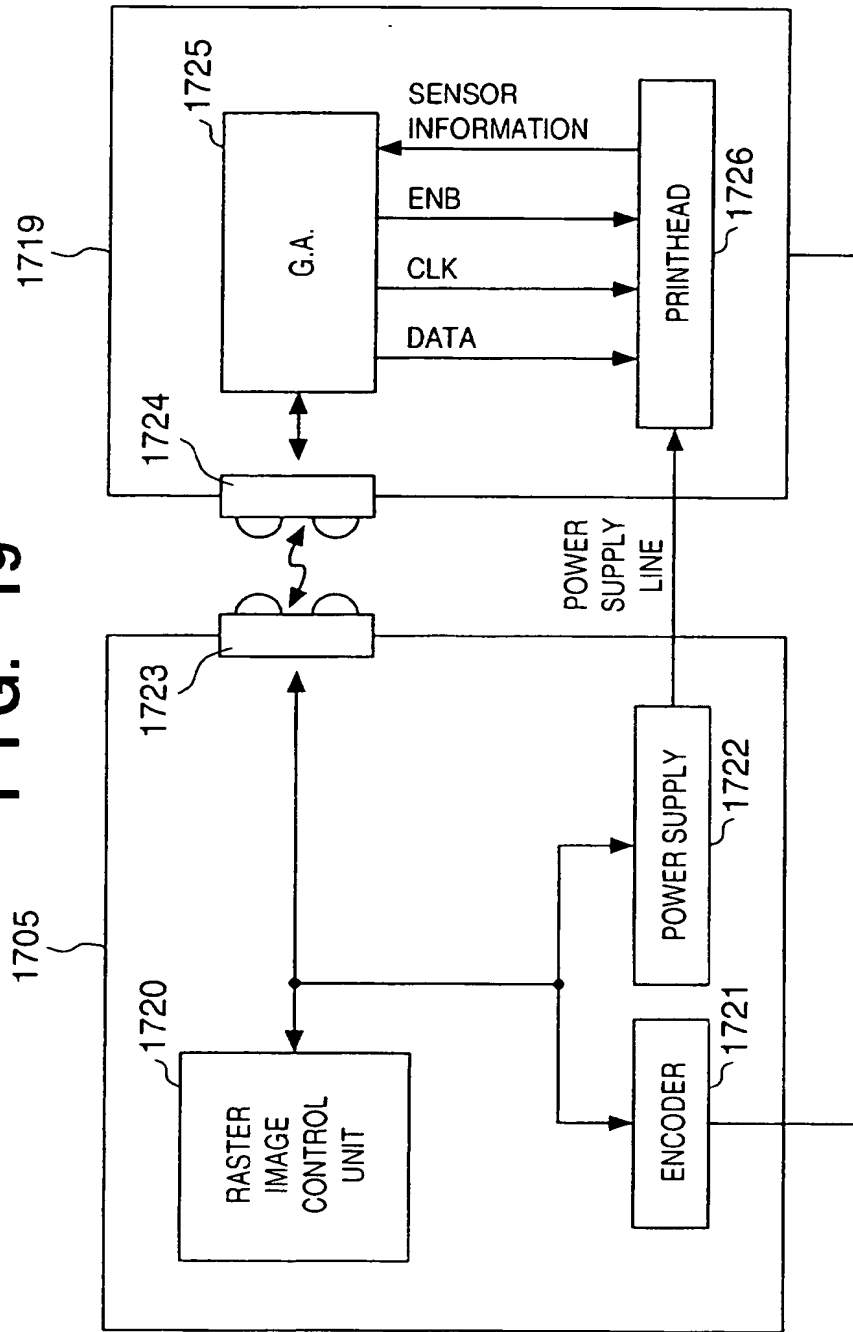 FIG. 19
1705
1719
1720
RASTER
IMAGE
CONTROL
UNIT
1723
1724
1725
G.A.
DATA
CLK
ENB
SENSOR
INFORMATION
ENCODER
1721
POWER SUPPLY
1722
POWER
SUPPLY
LINE
PRINTHEAD
1726